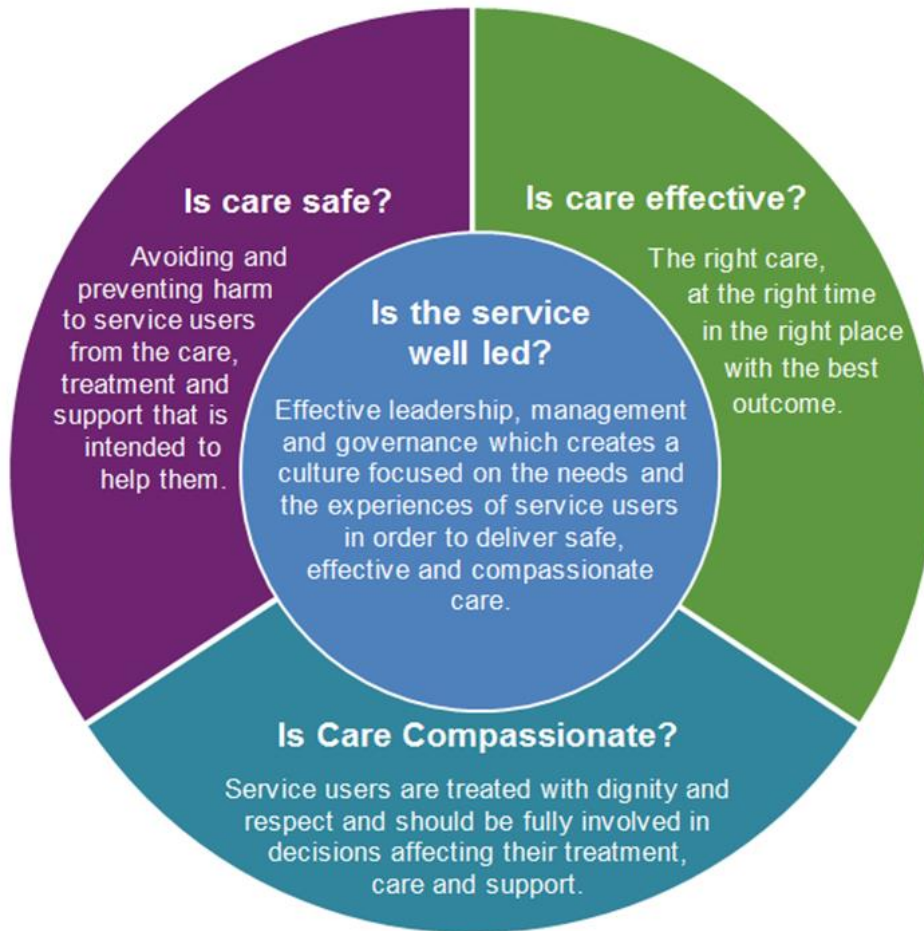 Is care safe?
Avoiding and
preventing harm
to service users
from the care,
treatment and
support that is
intended to
help them.
Is care effective?
The right care,
at the right time
in the right place
with the best
outcome.
Is the service
well led?
Effective leadership, management
and governance which creates a
culture focused on the needs and
the experiences of service users
in order to deliver safe,
effective and compassionate
care.
Is Care Compassionate?
Service users are treated with dignity and
respect and should be fully involved in
decisions affecting their treatment,
care and support.